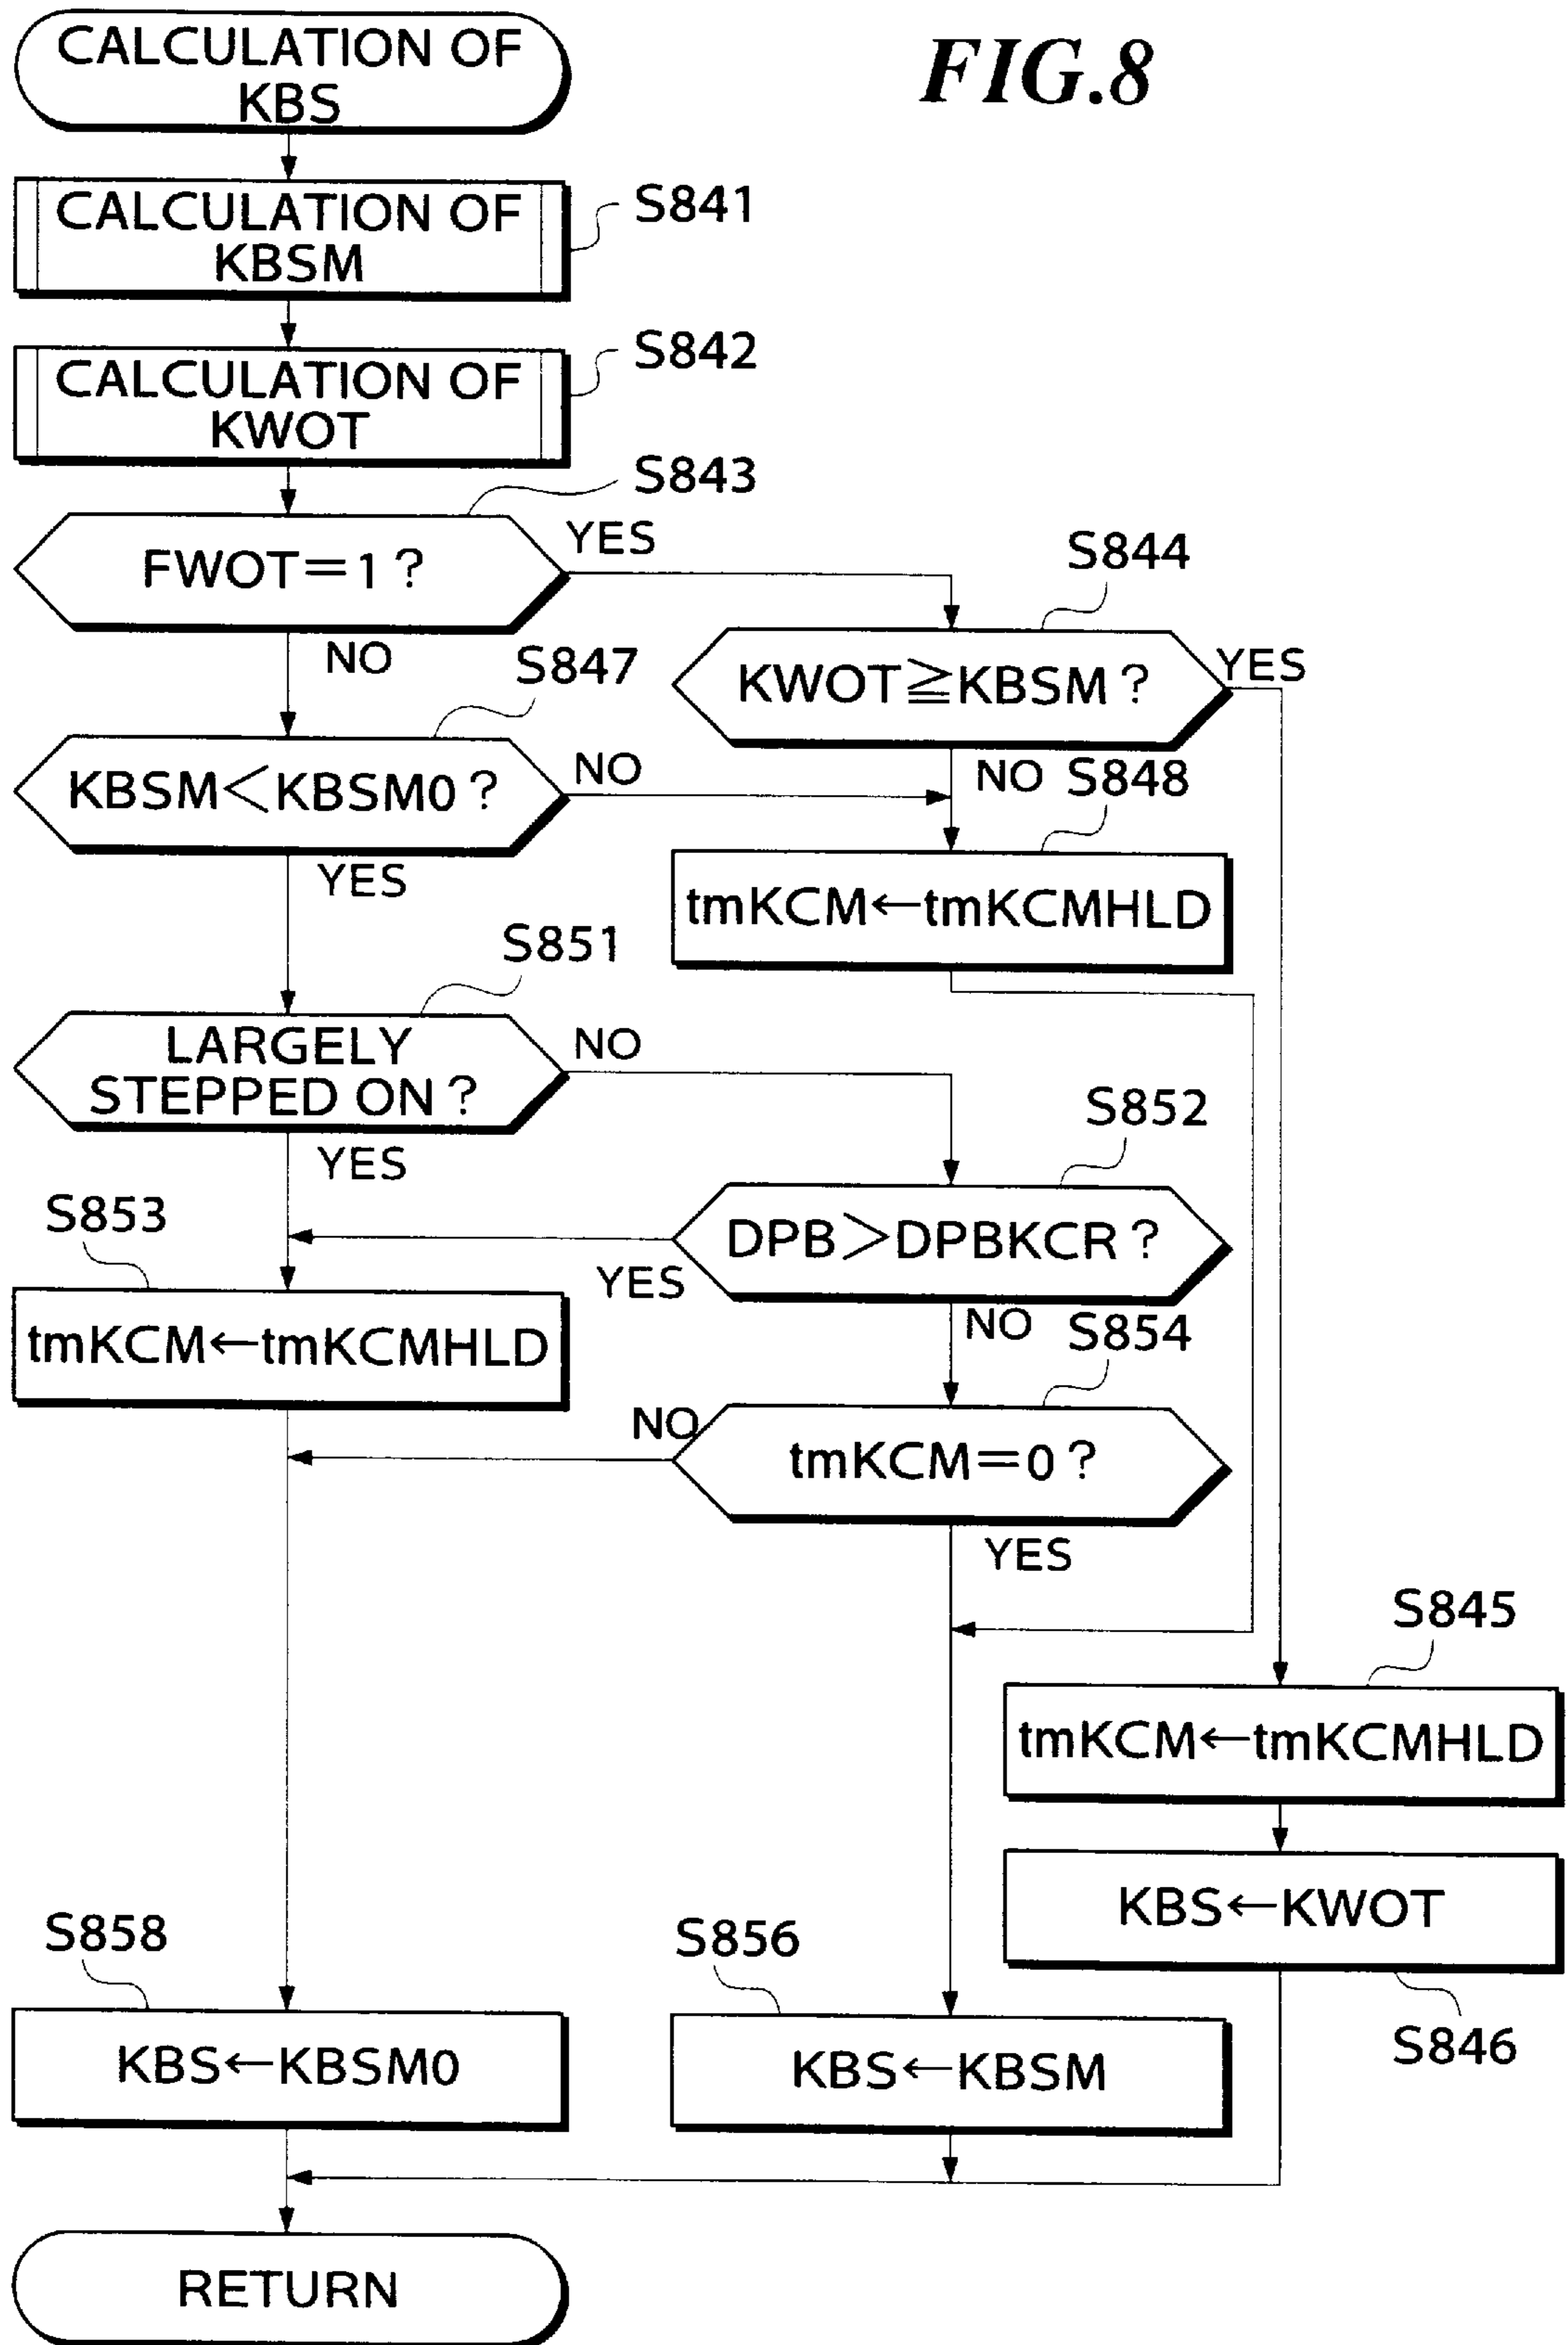 FIG.8
CALCULATION OF
KBS
CALCULATION OF
KBSM
S841
CALCULATION OF
KWOT
S842
S843
FWOT=1?
YES
NO
S844
KWOT≧KBSM?
YES
NO
S847
KBSM<KBSM0?
NO
YES
S848
tmKCM←tmKCMHLD
S851
LARGELY
STEPPED ON?
NO
YES
S852
DPB>DPBKCR?
YES
NO
S853
tmKCM←tmKCMHLD
S854
tmKCM=0?
NO
YES
S845
tmKCM←tmKCMHLD
KBS←KWOT
S846
S858
KBS←KBSM0
S856
KBS←KBSM
RETURN